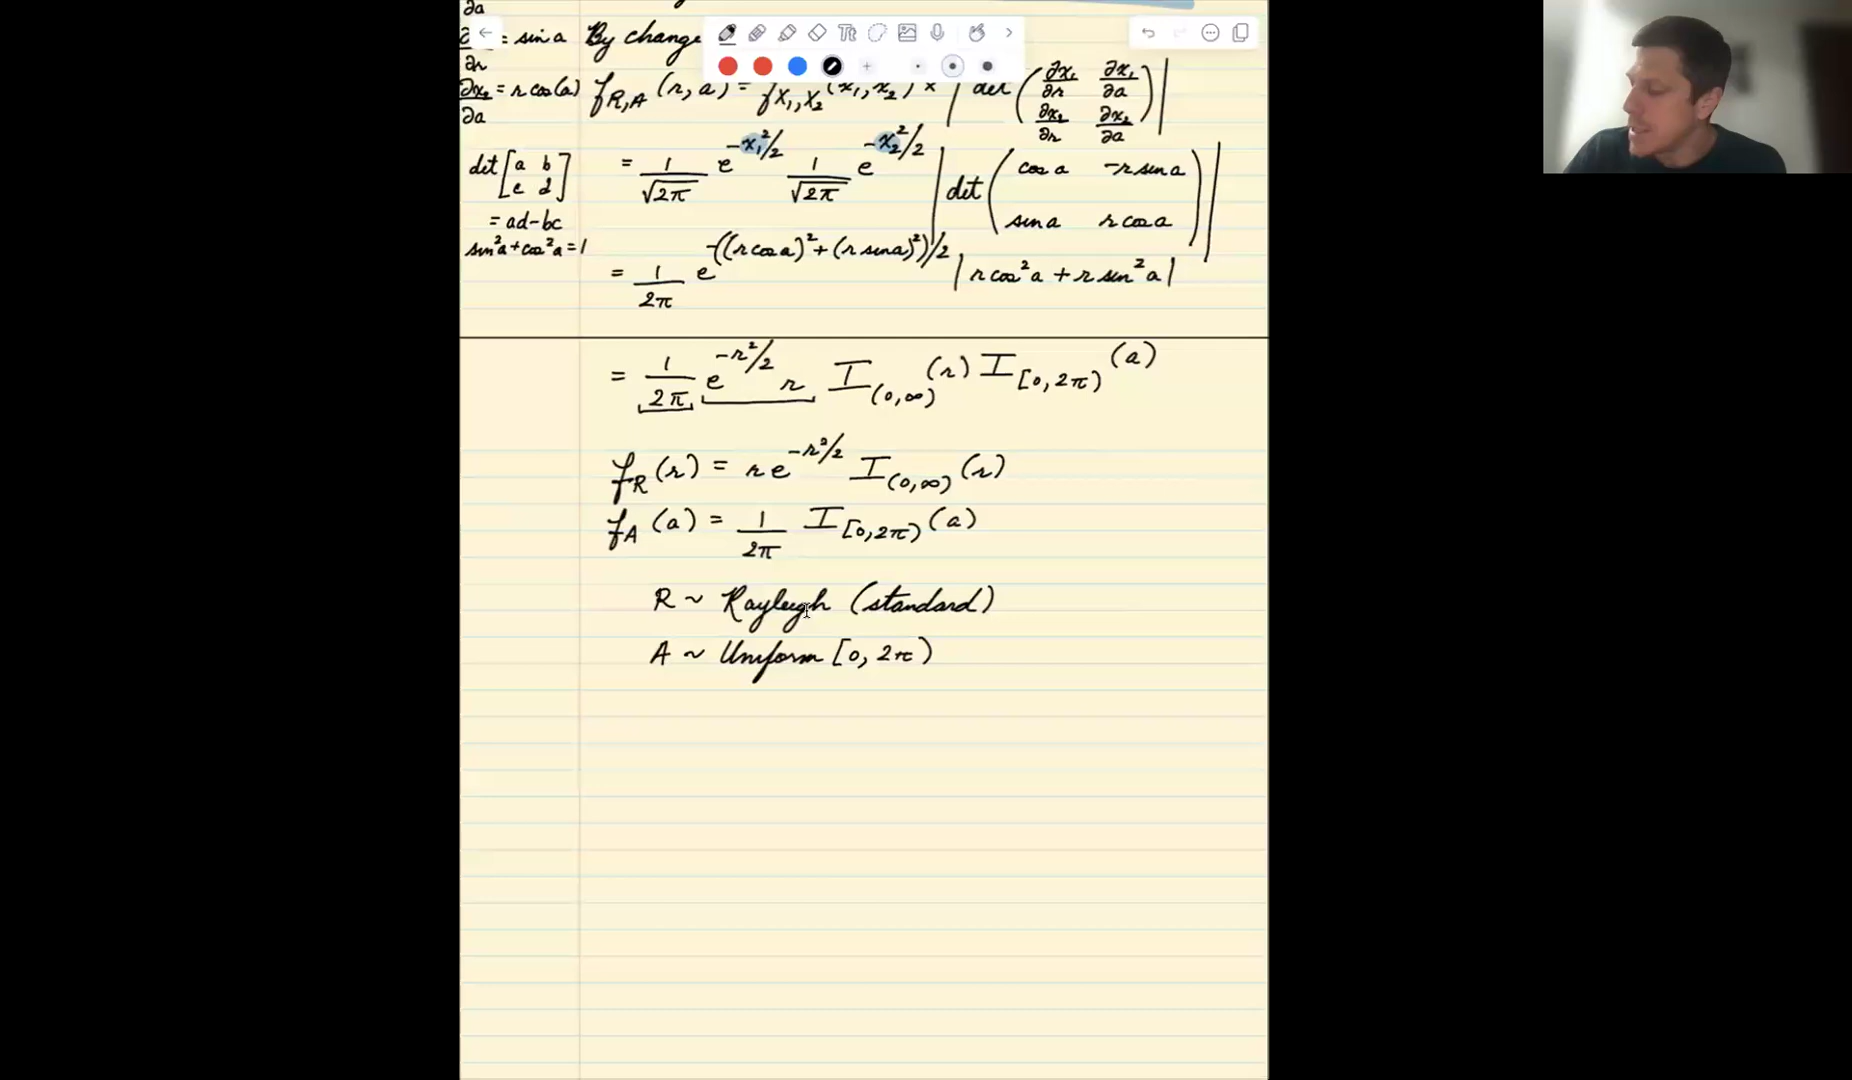 ∂a
∂ = sin a By change
∂r
∂x₂ = r cos(a) f_{R,A}(r, a) = f_{X₁,X₂}(x₁, x₂) × | det ( ∂x₁/∂r ∂x₁/∂a
∂a ∂x₂/∂r ∂x₂/∂a ) |
det [ a b = 1/√2π e^{-x₁²/2} 1/√2π e^{-x₂²/2} | det ( cos a -r sin a
c d ] sin a r cos a ) |
= ad-bc
sin²a + cos²a = 1
= 1/2π e^{-((r cos a)² + (r sin a)²)/2} | r cos²a + r sin²a |
= 1/2π e^{-r²/2} r I_{(0,∞)}(r) I_{[0,2π)}(a)
f_R(r) = r e^{-r²/2} I_{(0,∞)}(r)
f_A(a) = 1/2π I_{[0,2π)}(a)
R ~ Rayleigh (standard)
A ~ Uniform [0, 2π)